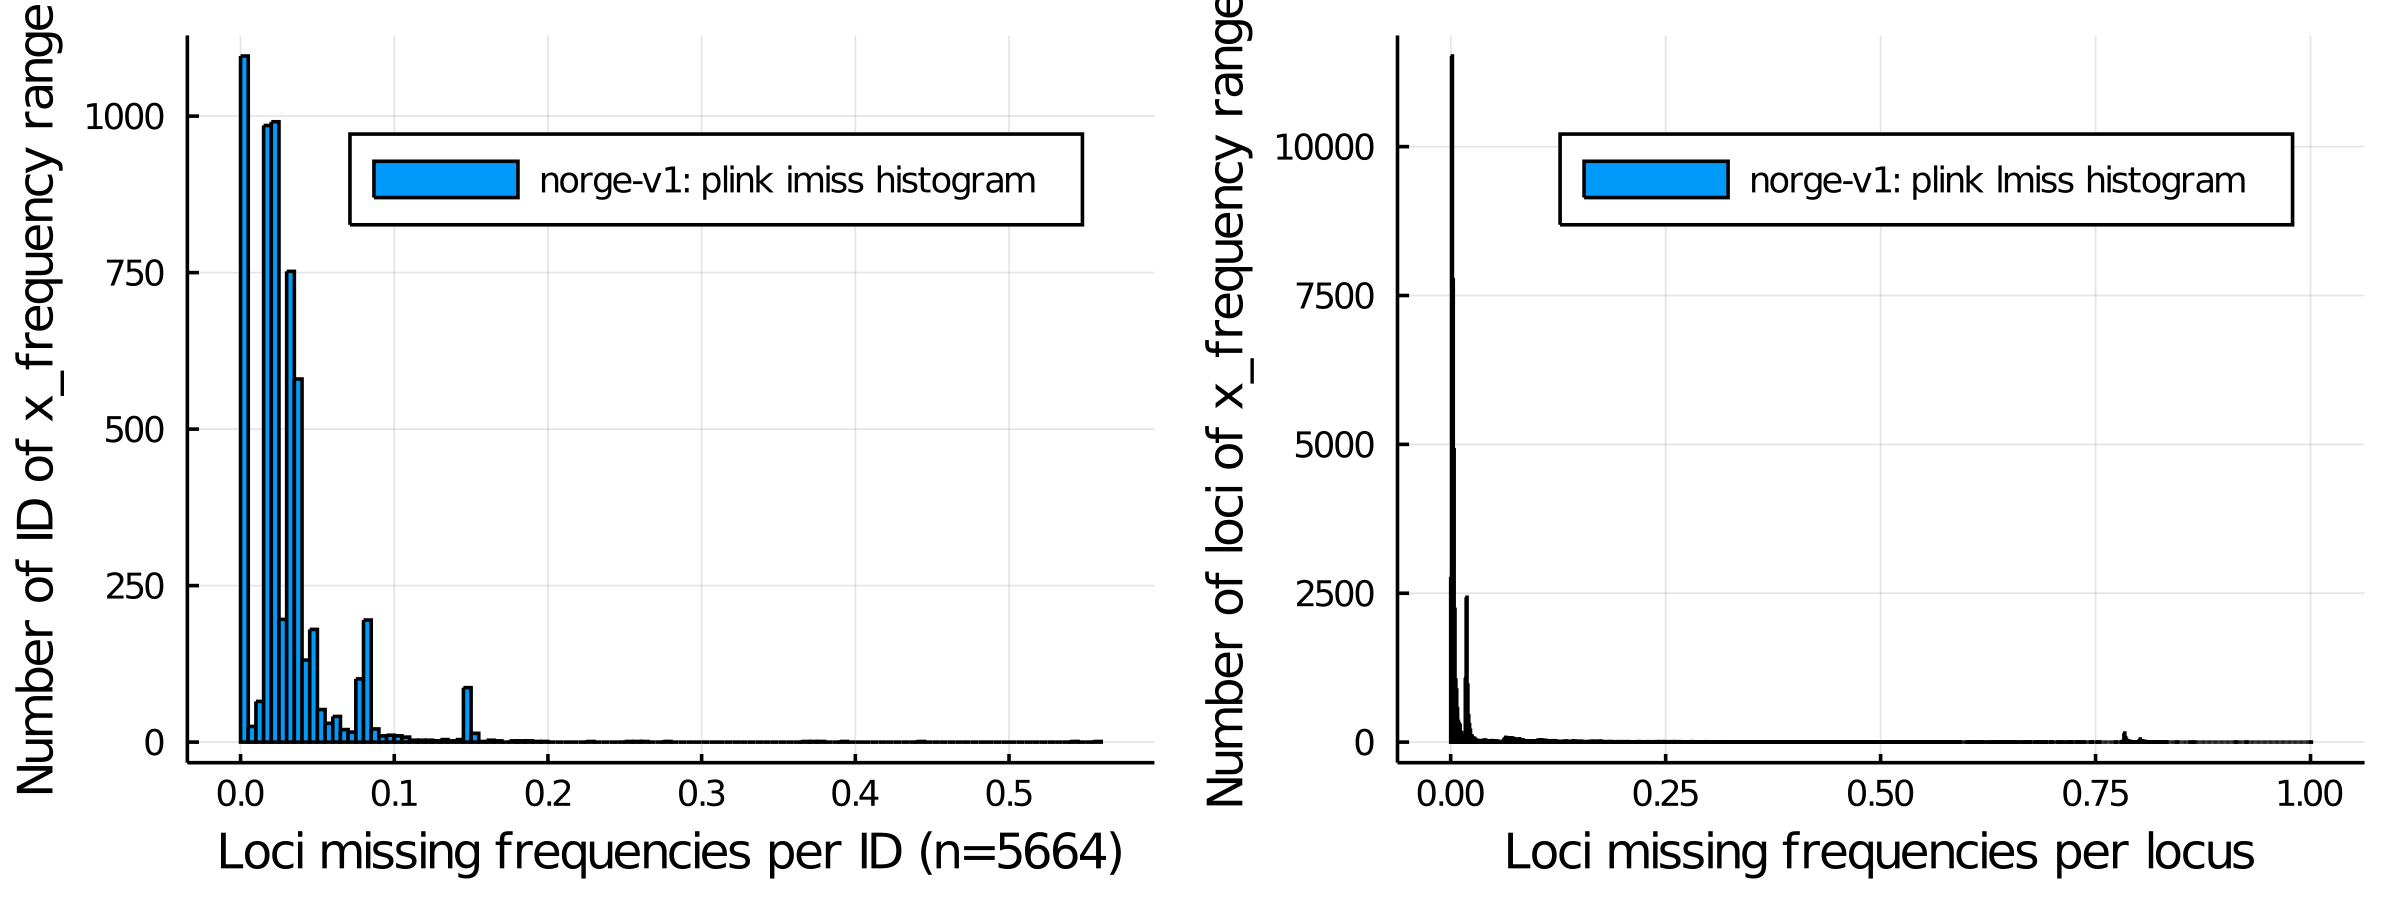 Number of ID of x_frequency range
1000
750
500
250
0
norge-v1: plink imiss histogram
0.0 0.1 0.2 0.3 0.4 0.5
Loci missing frequencies per ID (n=5664)
Number of loci of x_frequency range
10000
7500
5000
2500
0
norge-v1: plink lmiss histogram
0.00 0.25 0.50 0.75 1.00
Loci missing frequencies per locus